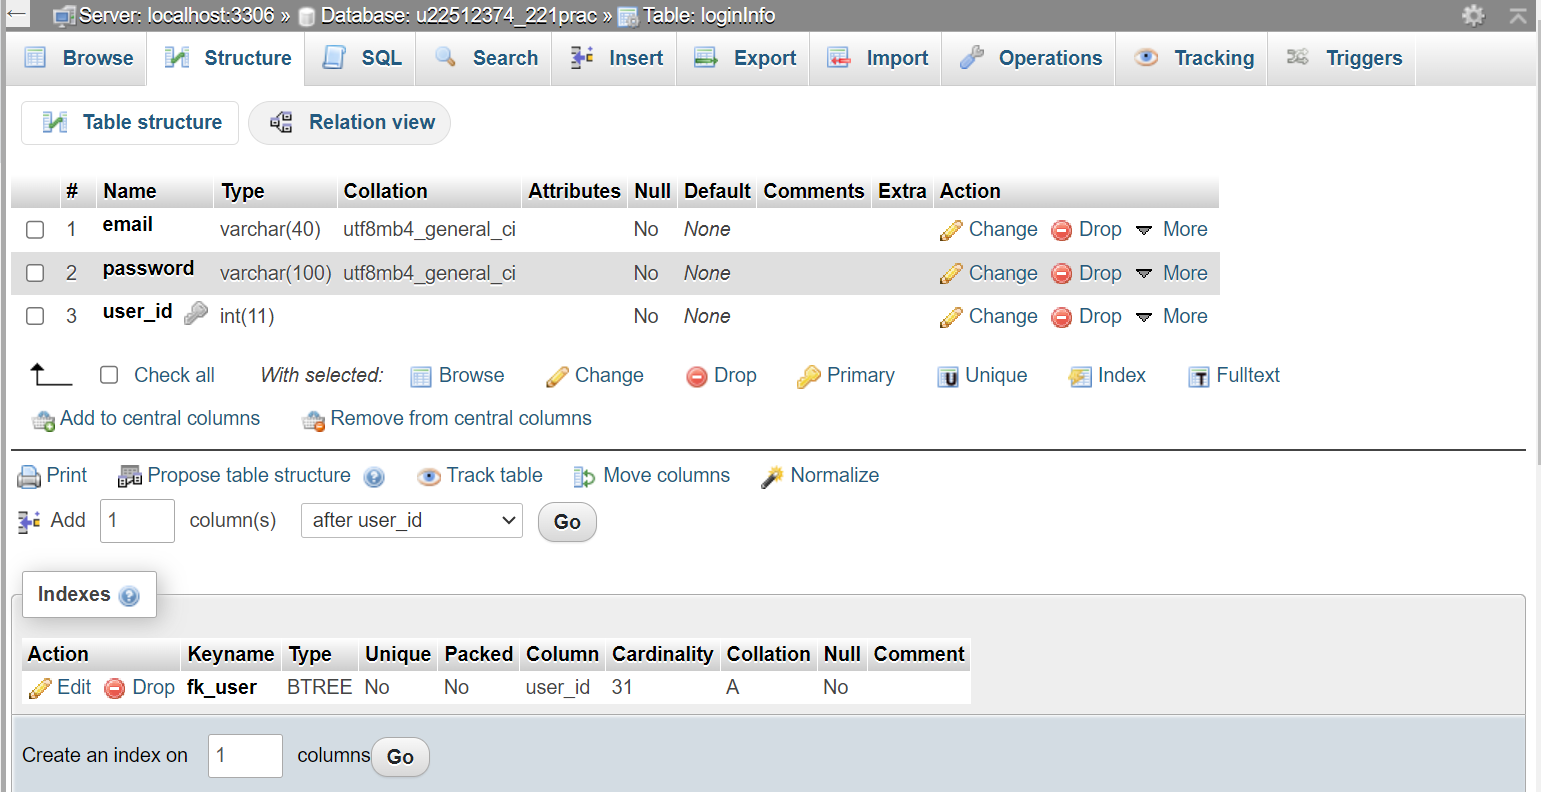 Server: localhost:3306 » Database: u22512374_221prac » Table: loginInfo
Browse Structure SQL Search Insert Export Import Operations Tracking Triggers
Table structure Relation view
# Name Type Collation Attributes Null Default Comments Extra Action
1 email varchar(40) utf8mb4_general_ci No None Change Drop More
2 password varchar(100) utf8mb4_general_ci No None Change Drop More
3 user_id int(11) No None Change Drop More
Check all With selected: Browse Change Drop Primary Unique Index Fulltext
Add to central columns Remove from central columns
Print Propose table structure Track table Move columns Normalize
Add 1 column(s) after user_id Go
Indexes
Action Keyname Type Unique Packed Column Cardinality Collation Null Comment
Edit Drop fk_user BTREE No No user_id 31 A No
Create an index on 1 columns Go